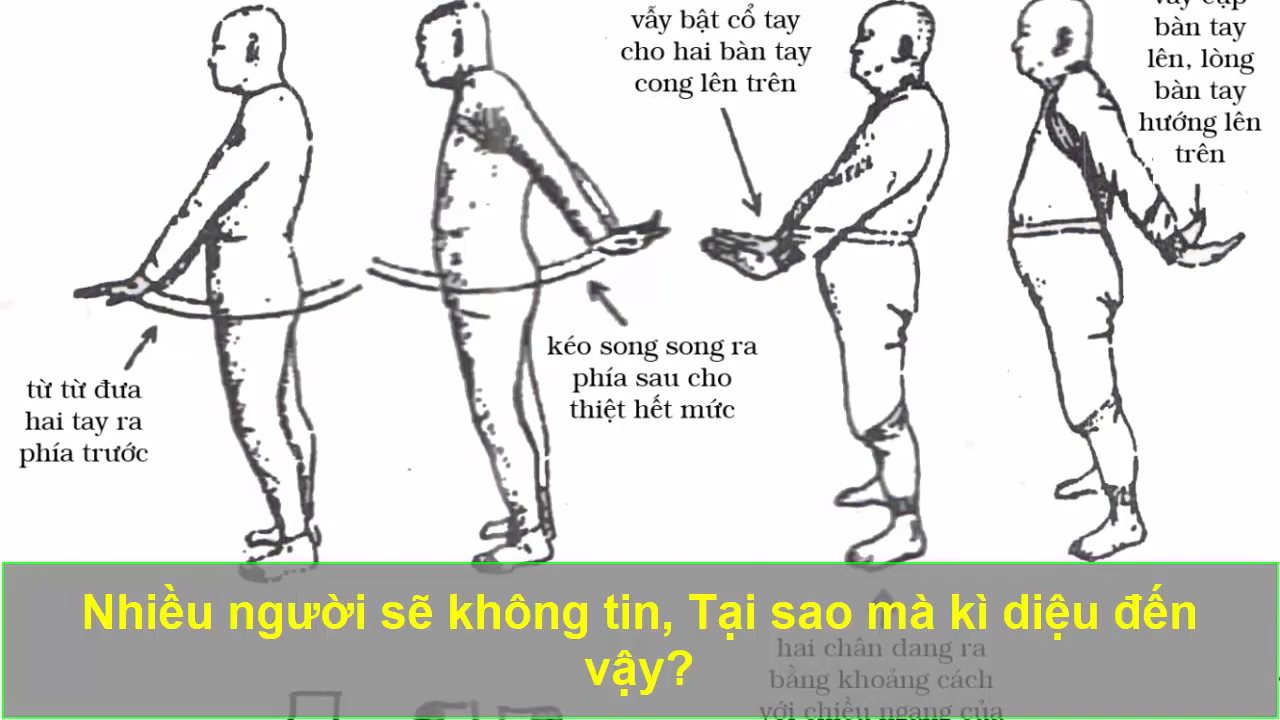 vẫy bật cổ tay
cho hai bàn tay
cong lên trên
bàn tay
lên, lòng
bàn tay
hướng lên
trên
từ từ đưa
hai tay ra
phía trước
kéo song song ra
phía sau cho
thiệt hết mức
Nhiều người sẽ không tin, Tại sao mà kì diệu đến
vậy?
hai chân dang ra
bằng khoảng cách
với chiều ngang của